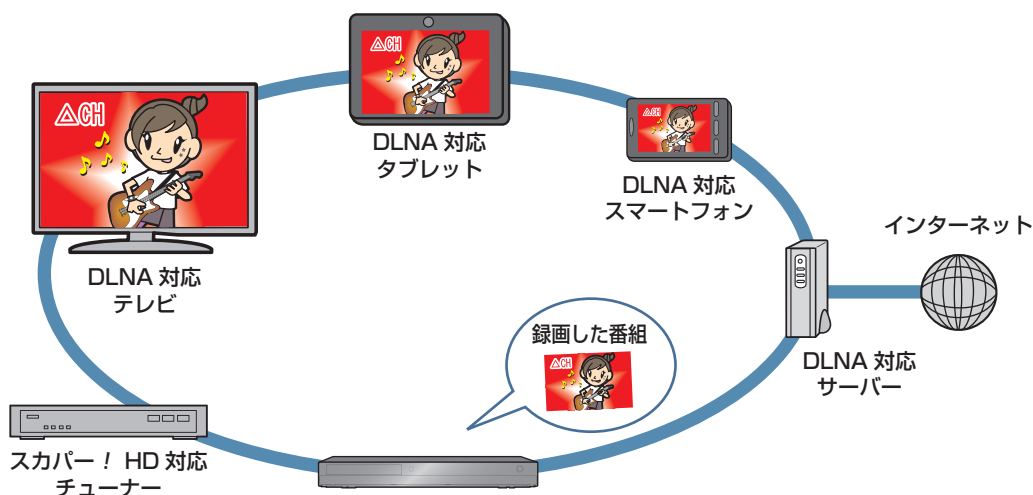 △CH
DLNA 対応
タブレット
△CH
DLNA 対応
テレビ
△CH
DLNA 対応
スマートフォン
インターネット
録画した番組
△CH
DLNA 対応
サーバー
スカパー！ HD 対応
チューナー